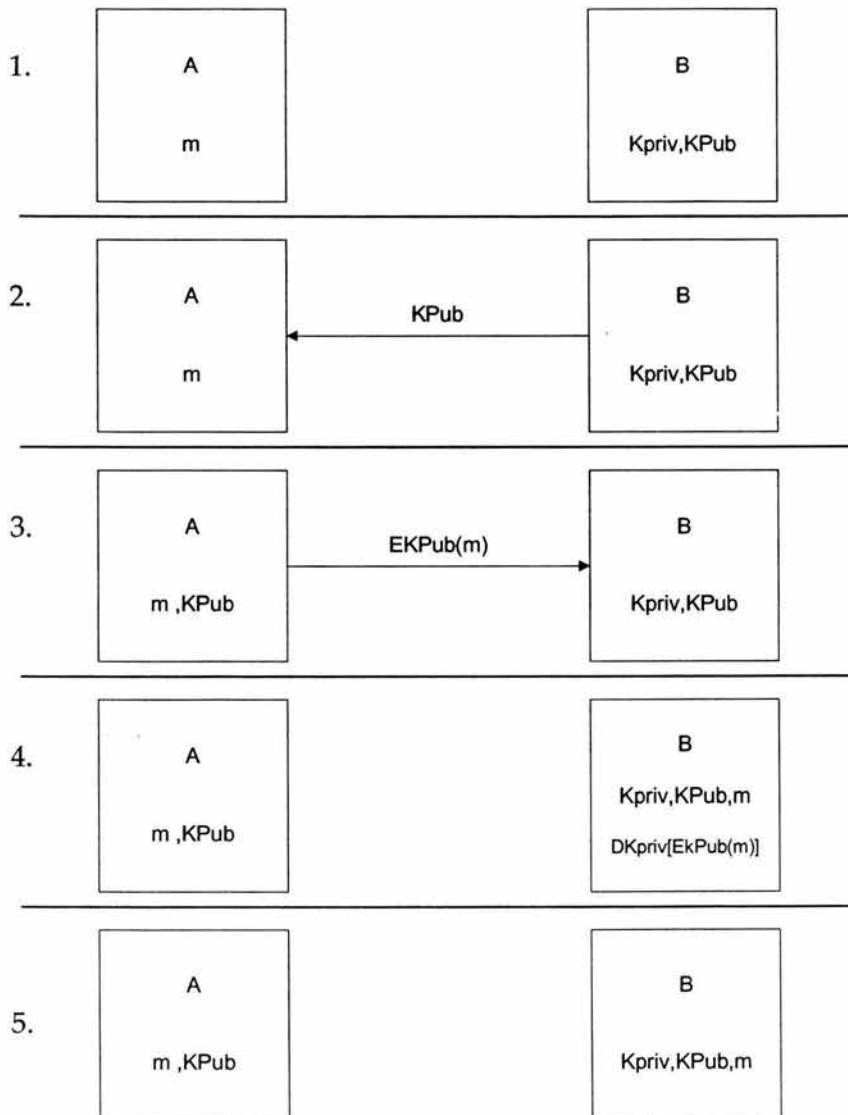 1.
A
B
m
Kpriv,KPub
2.
A
KPub
B
m
Kpriv,KPub
3.
A
EKPub(m)
B
m ,KPub
Kpriv,KPub
4.
A
B
Kpriv,KPub,m
m ,KPub
DKpriv[EkPub(m)]
5.
A
B
m ,KPub
Kpriv,KPub,m